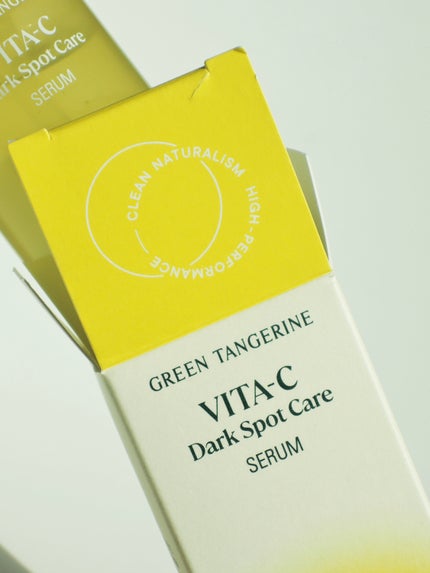 VITA-C
Dark Spot Care
SERUM
CLEAN NATURALISM HIGH-PERFORMANCE
GREEN TANGERINE
VITA-C
Dark Spot Care
SERUM